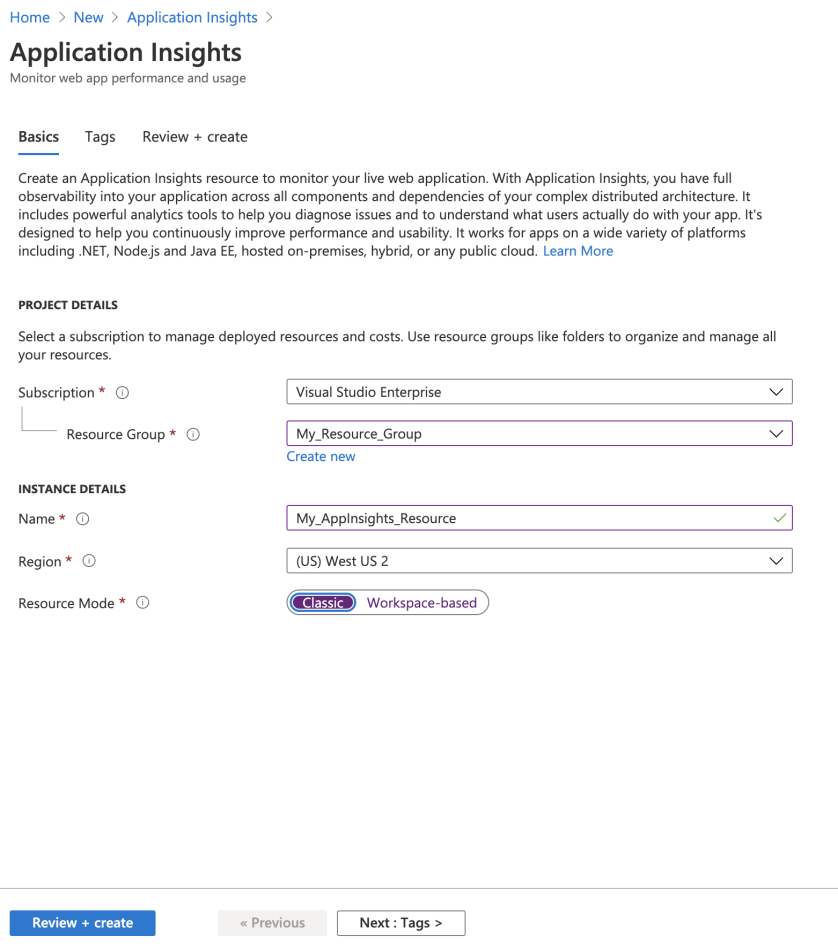 Home > New > Application Insights >
Application Insights
Monitor web app performance and usage
Basics Tags Review + create
Create an Application Insights resource to monitor your live web application. With Application Insights, you have full
observability into your application across all components and dependencies of your complex distributed architecture. It
includes powerful analytics tools to help you diagnose issues and to understand what users actually do with your app. It's
designed to help you continuously improve performance and usability. It works for apps on a wide variety of platforms
including .NET, Node.js and Java EE, hosted on-premises, hybrid, or any public cloud. Learn More
PROJECT DETAILS
Select a subscription to manage deployed resources and costs. Use resource groups like folders to organize and manage all
your resources.
Subscription * Visual Studio Enterprise
Resource Group * My_Resource_Group
Create new
INSTANCE DETAILS
Name * My_AppInsights_Resource
Region * (US) West US 2
Resource Mode * Classic Workspace-based
Review + create « Previous Next : Tags >